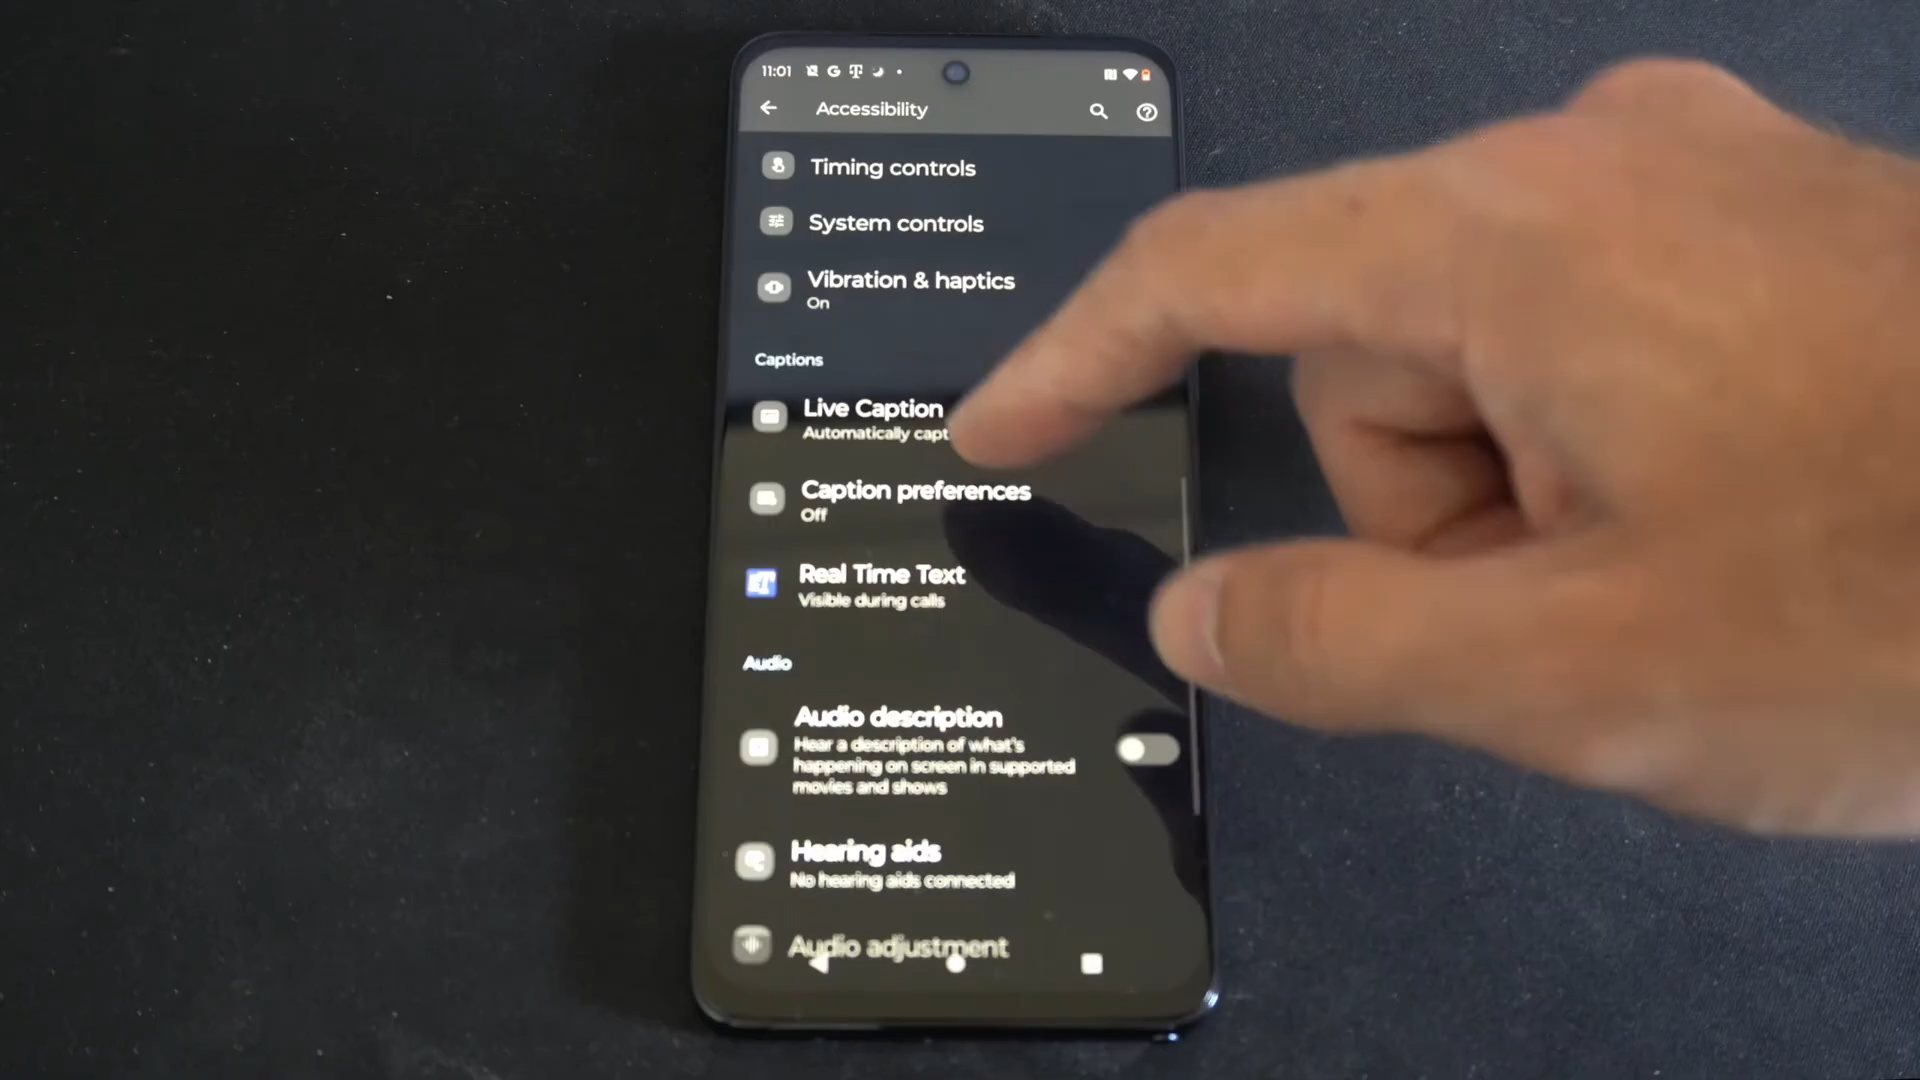 11:01
Accessibility
Timing controls
System controls
Vibration & haptics
On
Captions
Live Caption
Automatically capt
Caption preferences
Off
Real Time Text
Visible during calls
Audio
Audio description
Hear a description of what's
happening on screen in supported
movies and shows
Hearing aids
No hearing aids connected
Audio adjustment